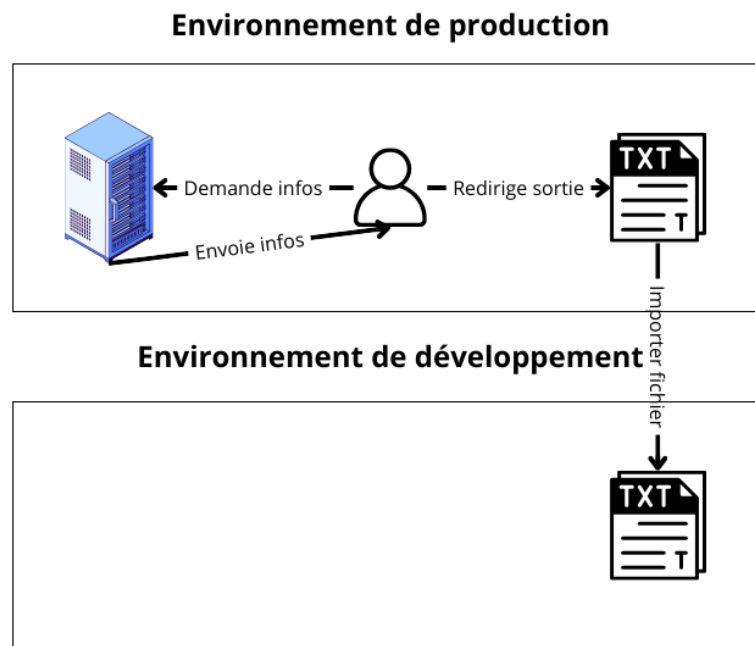 Environnement de production
Demande infos
Redirige sortie
TXT
T
Envoie infos
Importer fichier
Environnement de développement
TXT
T